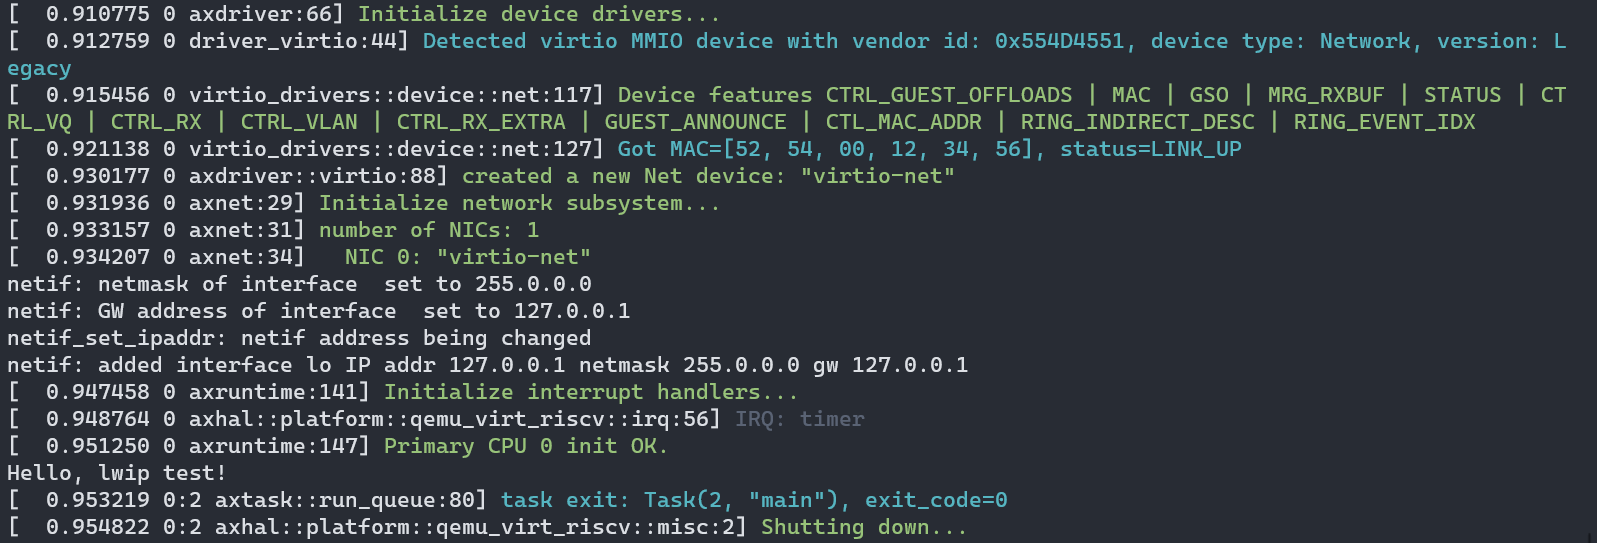 [  0.910775 0 axdriver:66] Initialize device drivers...
[  0.912759 0 driver_virtio:44] Detected virtio MMIO device with vendor id: 0x554D4551, device type: Network, version: L
egacy
[  0.915456 0 virtio_drivers::device::net:117] Device features CTRL_GUEST_OFFLOADS | MAC | GSO | MRG_RXBUF | STATUS | CT
RL_VQ | CTRL_RX | CTRL_VLAN | CTRL_RX_EXTRA | GUEST_ANNOUNCE | CTL_MAC_ADDR | RING_INDIRECT_DESC | RING_EVENT_IDX
[  0.921138 0 virtio_drivers::device::net:127] Got MAC=[52, 54, 00, 12, 34, 56], status=LINK_UP
[  0.930177 0 axdriver::virtio:88] created a new Net device: "virtio-net"
[  0.931936 0 axnet:29] Initialize network subsystem...
[  0.933157 0 axnet:31] number of NICs: 1
[  0.934207 0 axnet:34]   NIC 0: "virtio-net"
netif: netmask of interface  set to 255.0.0.0
netif: GW address of interface  set to 127.0.0.1
netif_set_ipaddr: netif address being changed
netif: added interface lo IP addr 127.0.0.1 netmask 255.0.0.0 gw 127.0.0.1
[  0.947458 0 axruntime:141] Initialize interrupt handlers...
[  0.948764 0 axhal::platform::qemu_virt_riscv::irq:56] IRQ: timer
[  0.951250 0 axruntime:147] Primary CPU 0 init OK.
Hello, lwip test!
[  0.953219 0:2 axtask::run_queue:80] task exit: Task(2, "main"), exit_code=0
[  0.954822 0:2 axhal::platform::qemu_virt_riscv::misc:2] Shutting down...